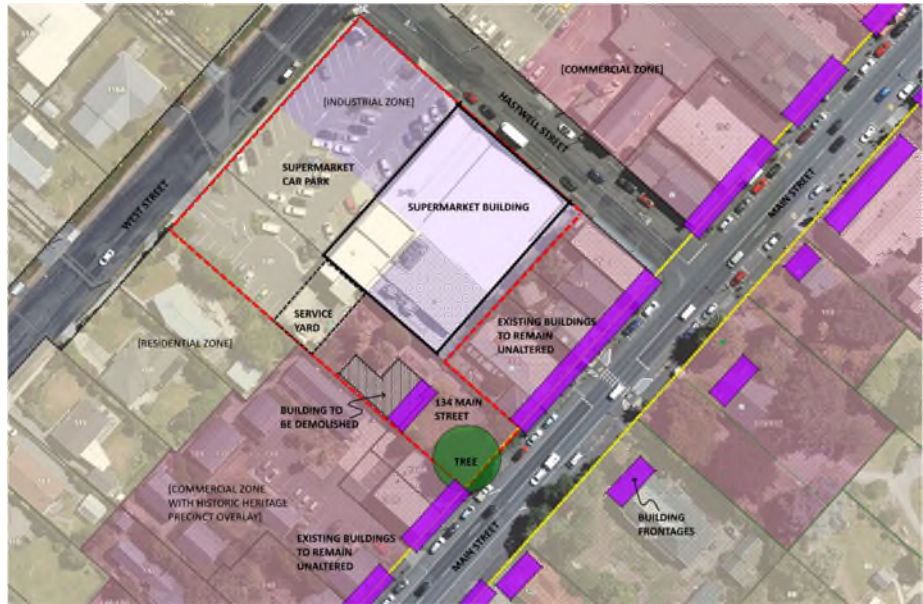 [COMMERCIAL ZONE]
[INDUSTRIAL ZONE]
HASTWELL STREET
SUPERMARKET
CAR PARK
SUPERMARKET BUILDING
WEST STREET
MAIN STREET
SERVICE
YARD
EXISTING BUILDINGS
TO REMAIN
UNALTERED
[RESIDENTIAL ZONE]
134 MAIN
STREET
BUILDING TO
BE DEMOLISHED
TREE
[COMMERCIAL ZONE
WITH HISTORIC HERITAGE
PRECINCT OVERLAY]
BUILDING
FRONTAGES
EXISTING BUILDINGS
TO REMAIN
UNALTERED
MAIN STREET